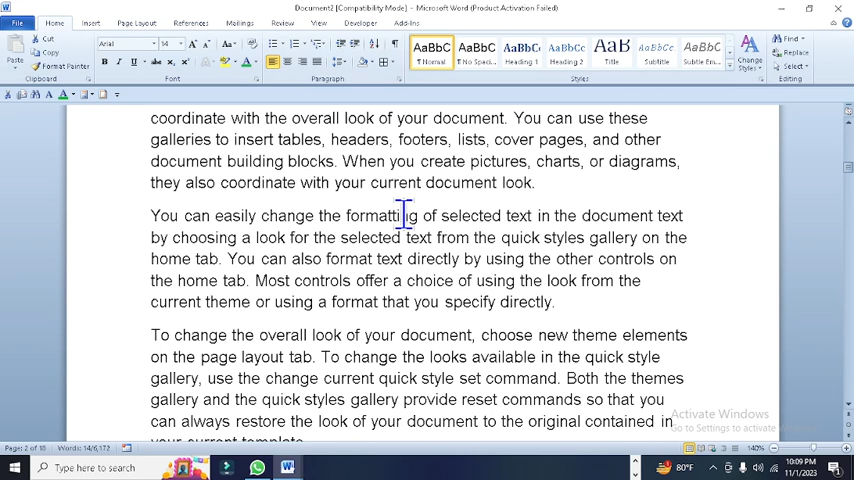 Document2 [Compatibility Mode] - Microsoft Word (Product Activation Failed)
File Home Insert Page Layout References Mailings Review View Developer Add-Ins
Cut
Copy
Format Painter
Paste
Clipboard
Arial 14
Font
Paragraph
AaBbC AaBbC AaBbC AaBbC AaB AaBbCc AaBbC
¶ Normal ¶ No Spaci... Heading 1 Heading 2 Title Subtitle Subtle Em...
Change Styles
Styles
Find
Replace
Select
Editing
coordinate with the overall look of your document. You can use these
galleries to insert tables, headers, footers, lists, cover pages, and other
document building blocks. When you create pictures, charts, or diagrams,
they also coordinate with your current document look.
You can easily change the formatting of selected text in the document text
by choosing a look for the selected text from the quick styles gallery on the
home tab. You can also format text directly by using the other controls on
the home tab. Most controls offer a choice of using the look from the
current theme or using a format that you specify directly.
To change the overall look of your document, choose new theme elements
on the page layout tab. To change the looks available in the quick style
gallery, use the change current quick style set command. Both the themes
gallery and the quick styles gallery provide reset commands so that you
can always restore the look of your document to the original contained in
your current template.
Activate Windows
Go to Settings to activate
Page: 2 of 18 Words: 14/6,172 140%
Type here to search 80°F 10:09 PM
11/1/2023